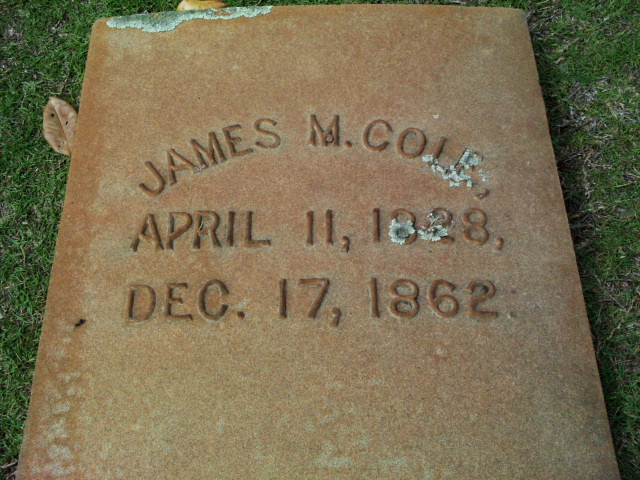 JAMES M. COLE,
APRIL 11, 1828,
DEC. 17, 1862.